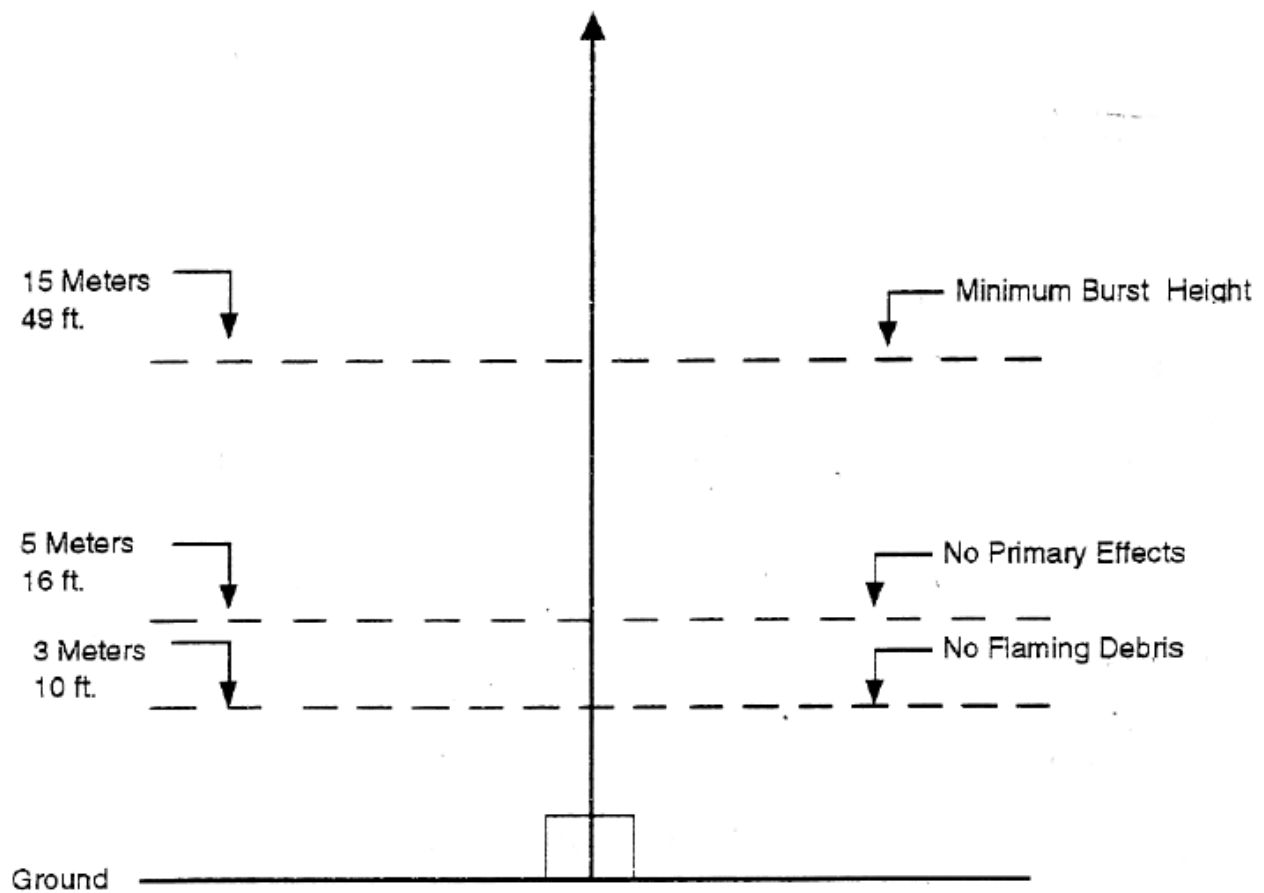 15 Meters
49 ft.
Minimum Burst Height
5 Meters
16 ft.
No Primary Effects
3 Meters
10 ft.
No Flaming Debris
Ground